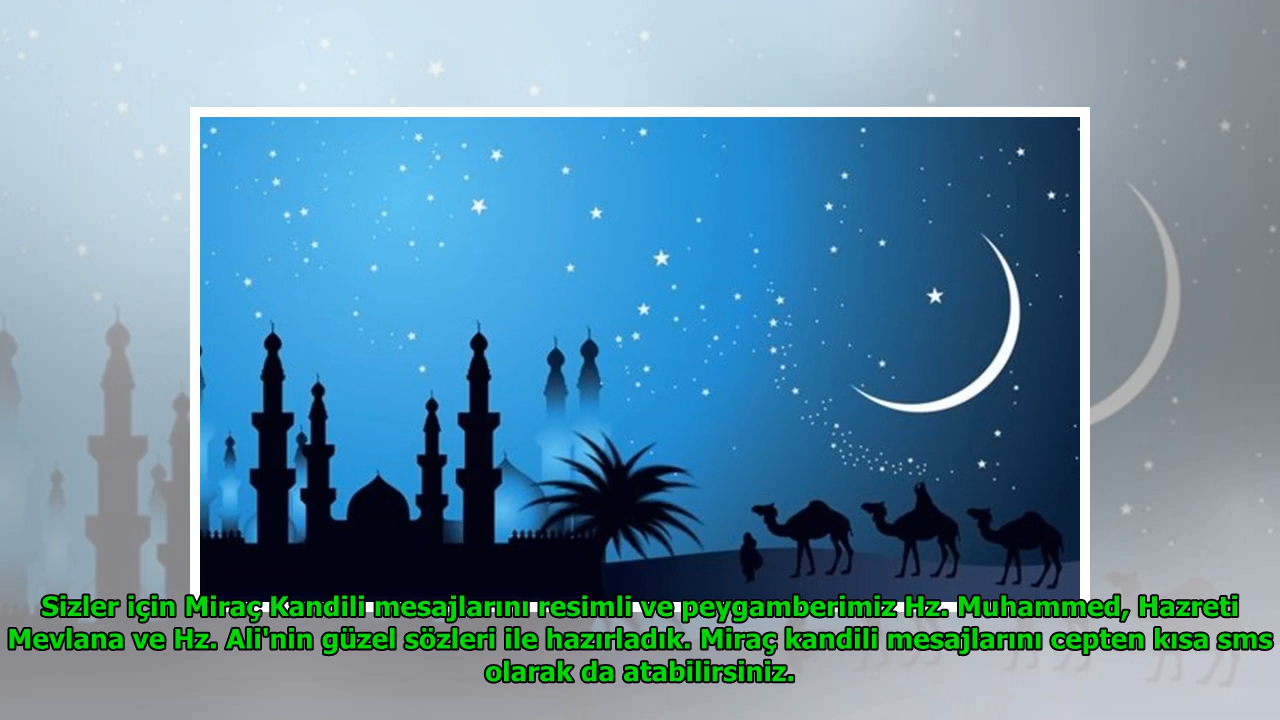 Sizler için Miraç Kandili mesajlarını resimli ve peygamberimiz Hz. Muhammed, Hazreti
Mevlana ve Hz. Ali'nin güzel sözleri ile hazırladık. Miraç kandili mesajlarını cepten kısa sms
olarak da atabilirsiniz.